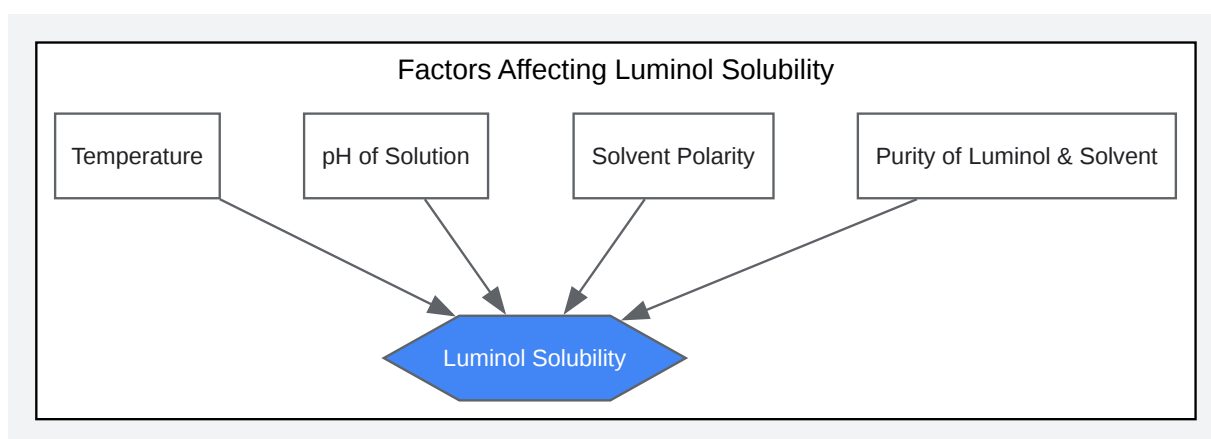 Factors Affecting Luminol Solubility
Temperature
pH of Solution
Solvent Polarity
Purity of Luminol & Solvent
Luminol Solubility